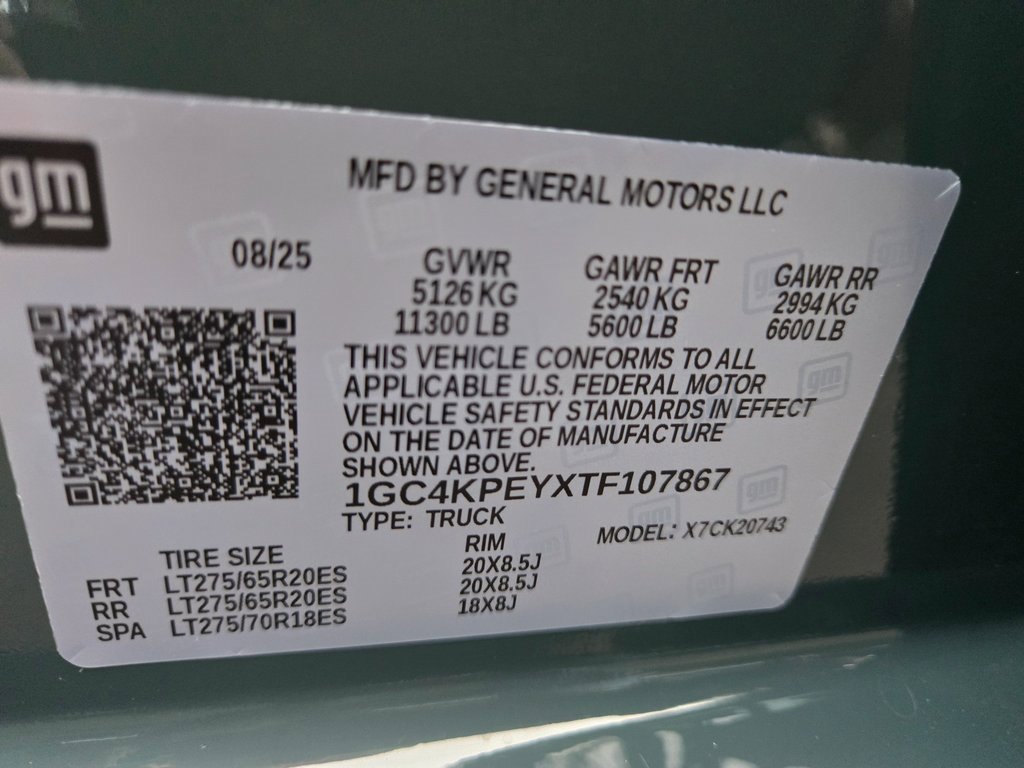 gm
MFD BY GENERAL MOTORS LLC
08/25
GVWR GAWR FRT GAWR RR
5126 KG 2540 KG 2994 KG
11300 LB 5600 LB 6600 LB
THIS VEHICLE CONFORMS TO ALL
APPLICABLE U.S. FEDERAL MOTOR
VEHICLE SAFETY STANDARDS IN EFFECT
ON THE DATE OF MANUFACTURE
SHOWN ABOVE.
1GC4KPEYXTF107867
TYPE: TRUCK MODEL: X7CK20743
TIRE SIZE RIM
FRT LT275/65R20ES 20X8.5J
RR LT275/65R20ES 20X8.5J
SPA LT275/70R18ES 18X8J